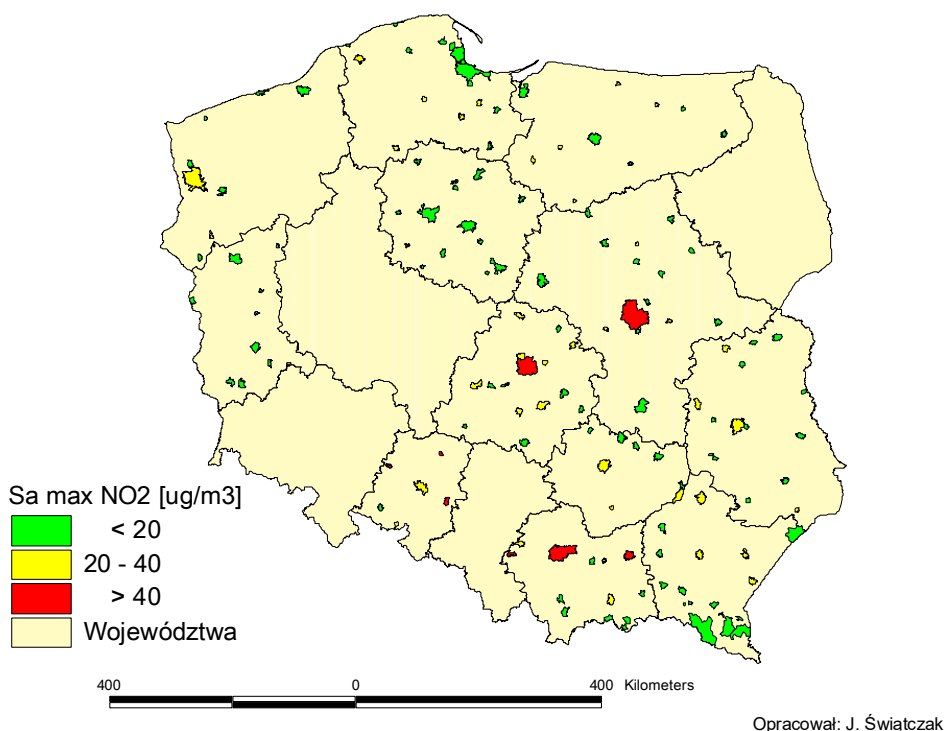 Sa max NO2 [ug/m3]
< 20
20 - 40
> 40
Województwa
400 0 400 Kilometers
Opracował: J. Świątczak